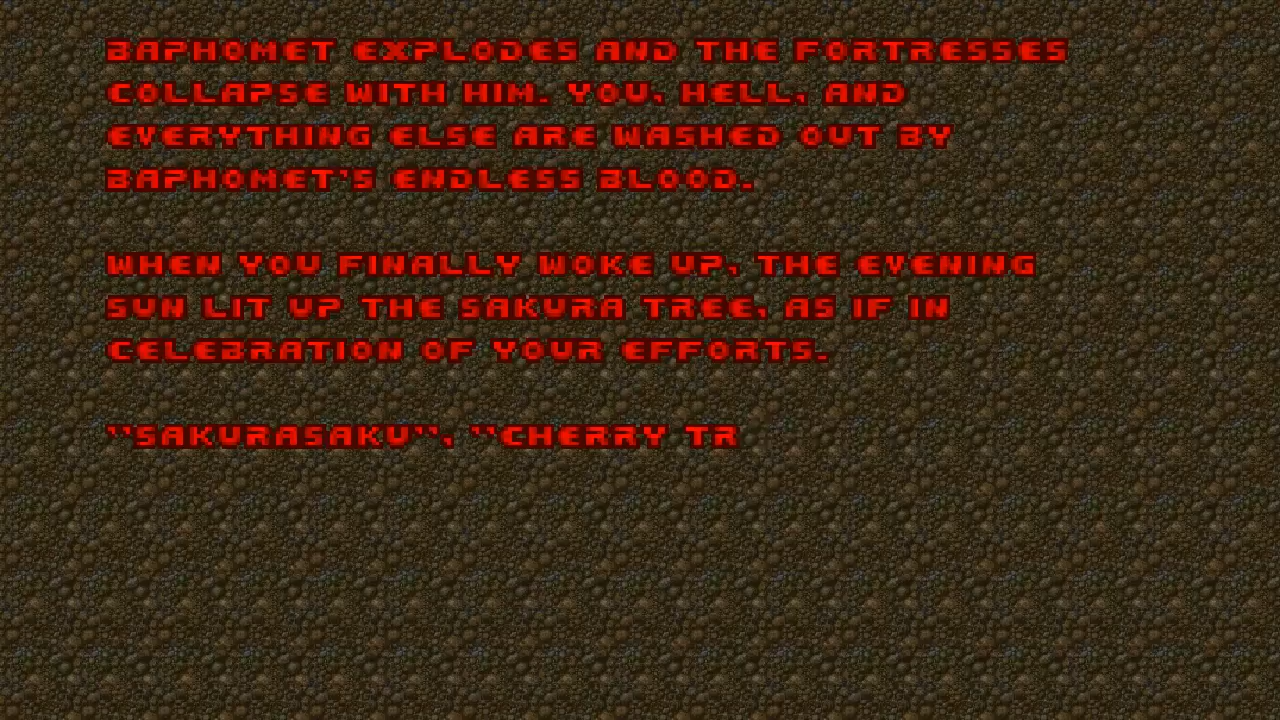 BAPHOMET EXPLODES AND THE FORTRESSES
COLLAPSE WITH HIM. YOU, HELL, AND
EVERYTHING ELSE ARE WASHED OUT BY
BAPHOMET'S ENDLESS BLOOD.
WHEN YOU FINALLY WOKE UP, THE EVENING
SUN LIT UP THE SAKURA TREE, AS IF IN
CELEBRATION OF YOUR EFFORTS.
"SAKURASAKU", "CHERRY TR